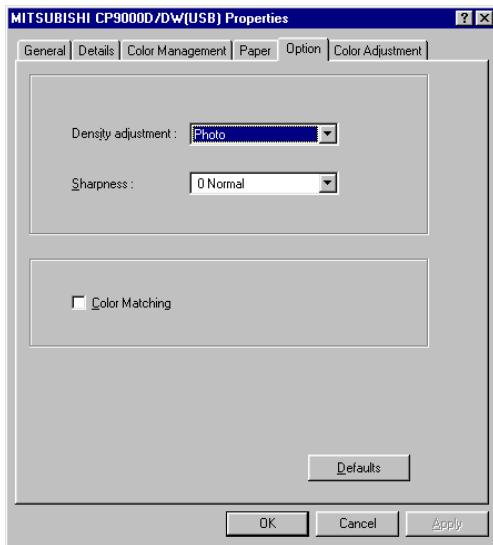 MITSUBISHI CP9000D/DW(USB) Properties
General Details Color Management Paper Option Color Adjustment
Density adjustment : Photo
Sharpness : 0 Normal
Color Matching
Defaults
OK Cancel Apply